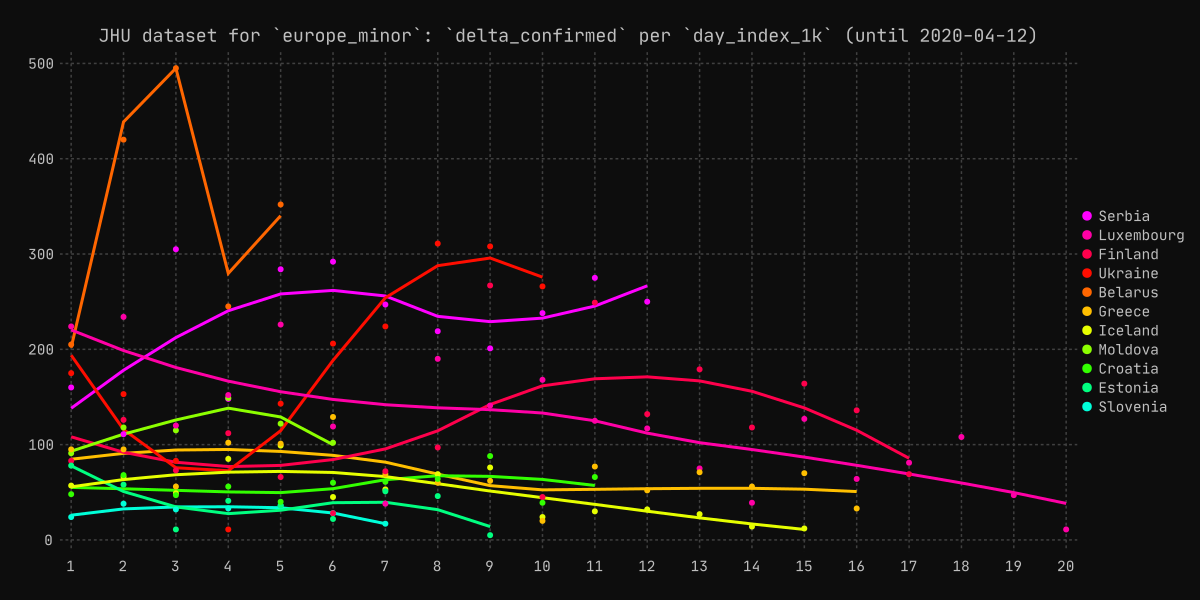 JHU dataset for `europe_minor`: `delta_confirmed` per `day_index_1k` (until 2020-04-12)
500
400
300
200
100
0
1 2 3 4 5 6 7 8 9 10 11 12 13 14 15 16 17 18 19 20
Serbia
Luxembourg
Finland
Ukraine
Belarus
Greece
Iceland
Moldova
Croatia
Estonia
Slovenia